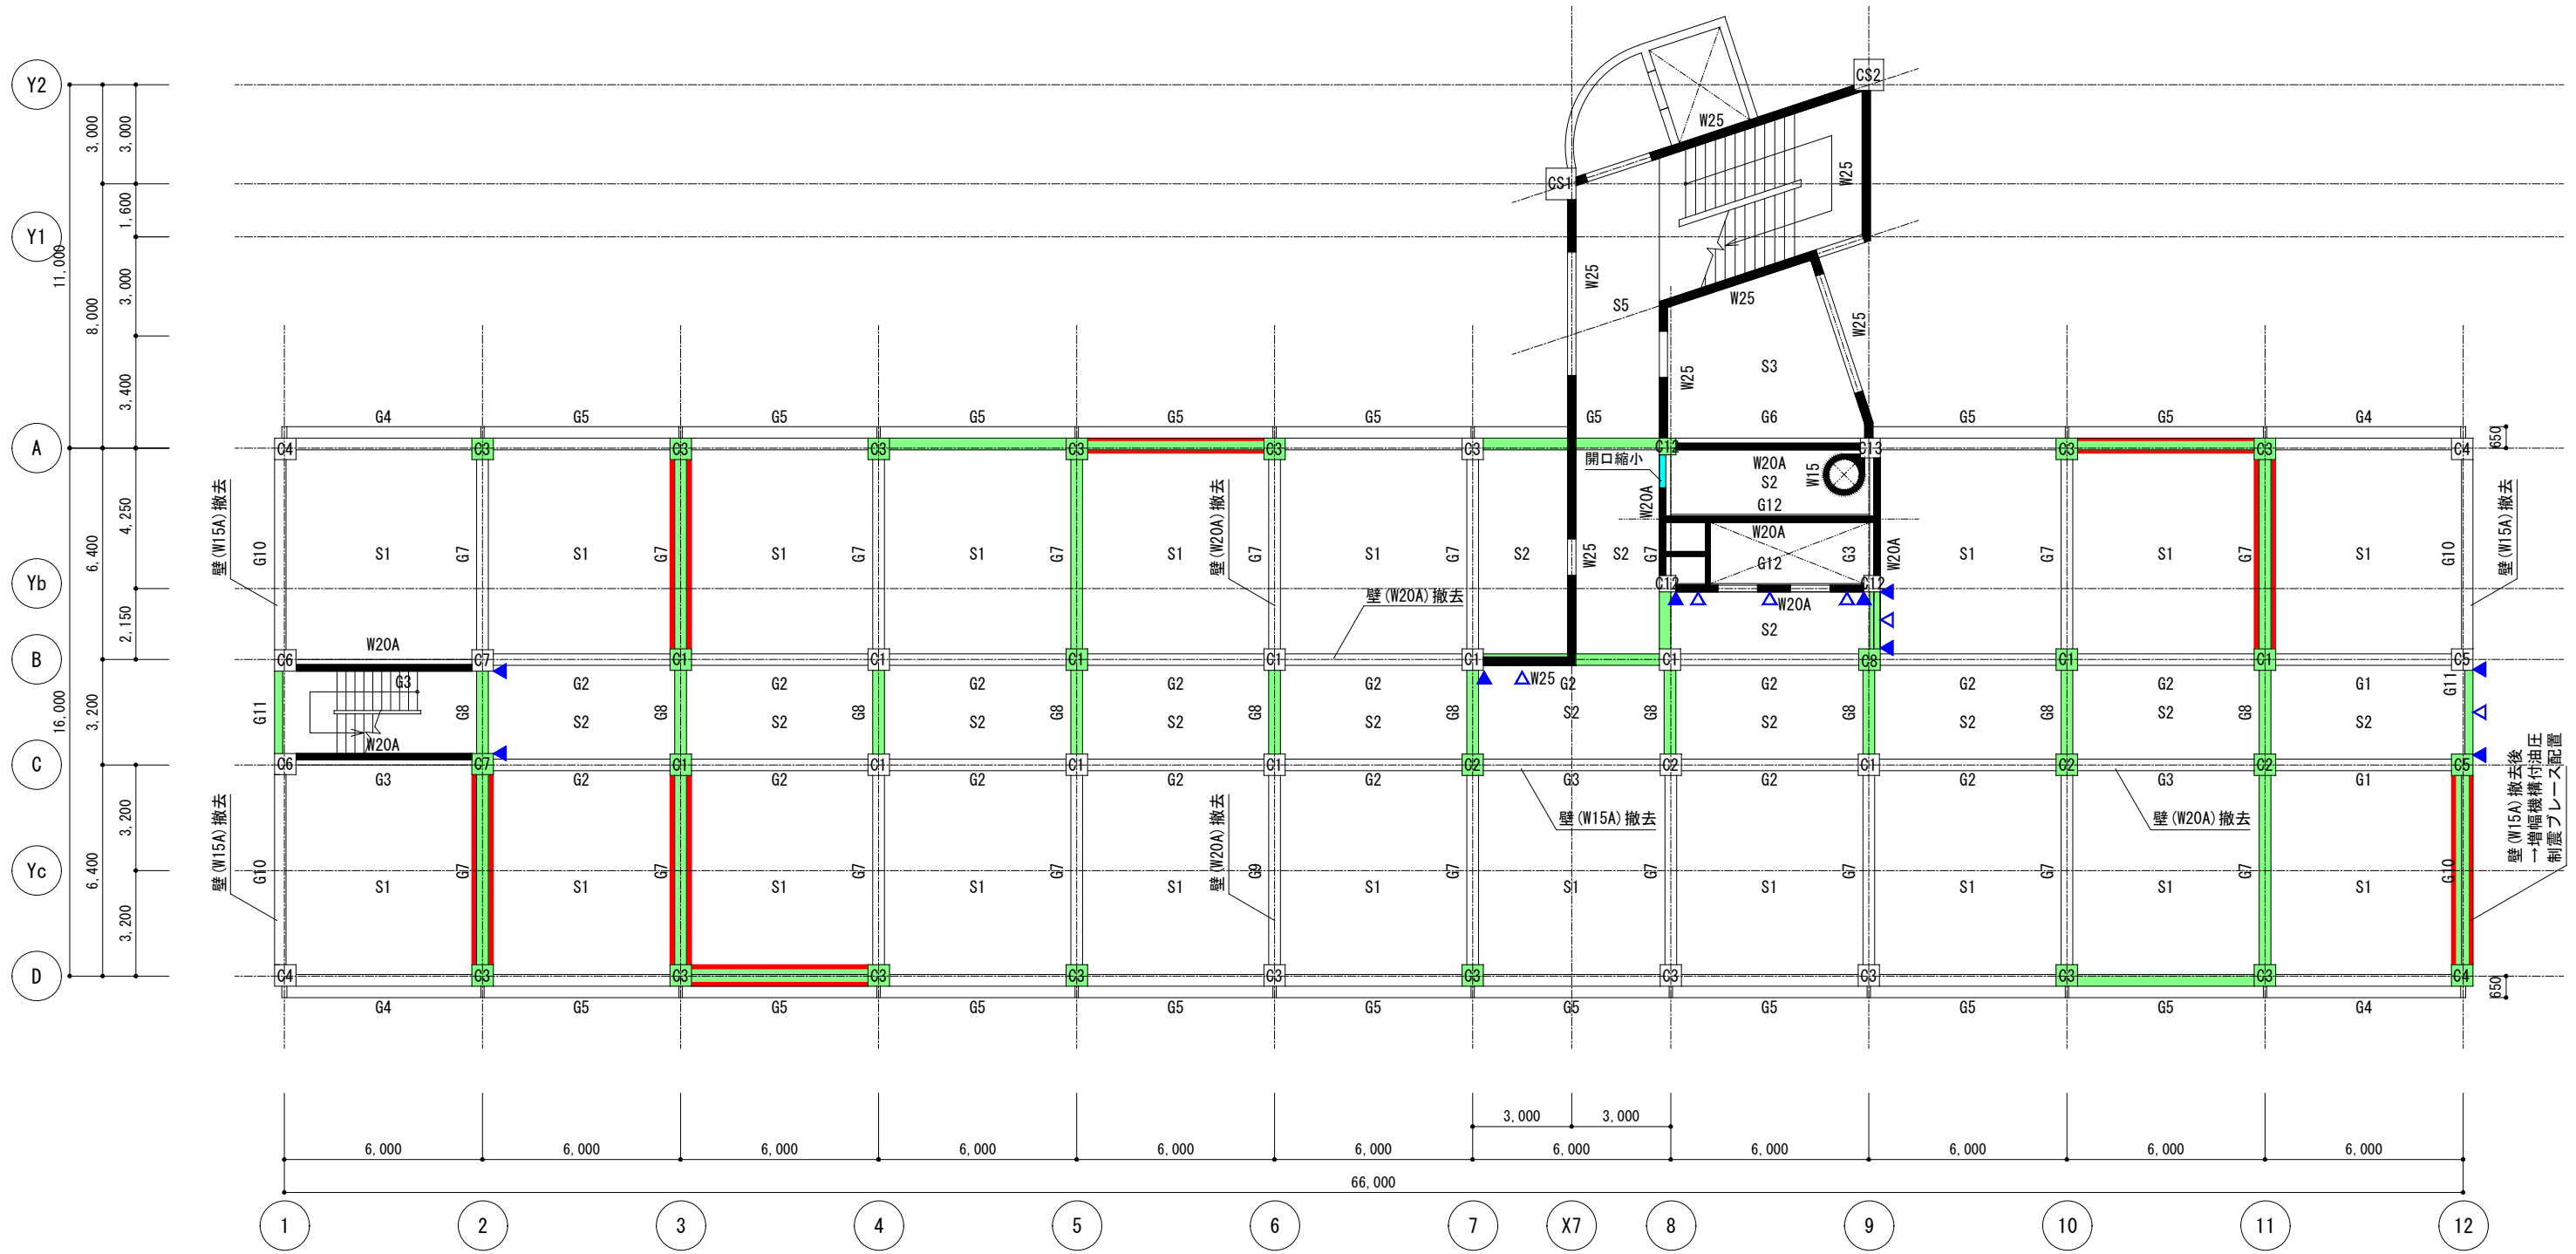 CS2
Y2
3,000
3,000
W25
W25
CS1
1,600
Y1
11,000
3,000
8,000
W25
W25
S5
W25
S3
W25
3,400
G4 G5 G5 G5 G5 G5 G5 G6 G5 G5 G4
650
A
C4 C3 C3 C3 C3 C3 C3 C12 C13 C3 C3 C4
開口縮小
W20A
W15
S2
W20A
G12
4,250
6,400
壁(W15A)撤去
壁(W20A)撤去
壁(W15A)撤去
W20A
G10 S1 G7 S1 G7 S1 G7 S1 G7 S1 G7 S1 G7 S2 W25 S2 G7 G12 G3 W20A S1 G7 S1 G7 S1 G10
Yb
C12 C12
壁(W20A)撤去
W20A
2,150
S2
W20A
B
C6 C7 C1 C1 C1 C1 C1 C1 C8 C1 C1 C5
W25
G3 G2 G2 G2 G2 G2 G2 G2 G2 G2 G1
G11 G8 G8 G8 G8 G8 G8 G8 G8 G8 G8 G11
S2 S2 S2 S2 S2 S2 S2 S2 S2 S2
16,000
3,200
W20A
C
C6 C7 C1 C1 C1 C1 C2 C2 C1 C2 C2 C5
G3 G2 G2 G2 G2 G2 G3 G2 G2 G3 G1
壁(W15A)撤去
壁(W20A)撤去
壁(W15A)撤去
壁(W20A)撤去
壁(W15A)撤去後
→増幅機構付油圧
制震ブレース配置
3,200
6,400
Yc
G10 G7 G7 G7 G7 G9 G7 G7 G7 G7 G7 G10
S1 S1 S1 S1 S1 S1 S1 S1 S1 S1 S1
3,200
D
C4 C3 C3 C3 C3 C3 C3 C3 C3 C3 C3 C4
650
G4 G5 G5 G5 G5 G5 G5 G5 G5 G5 G4
3,000 3,000
6,000 6,000 6,000 6,000 6,000 6,000 6,000 6,000 6,000 6,000 6,000
66,000
1 2 3 4 5 6 7 X7 8 9 10 11 12